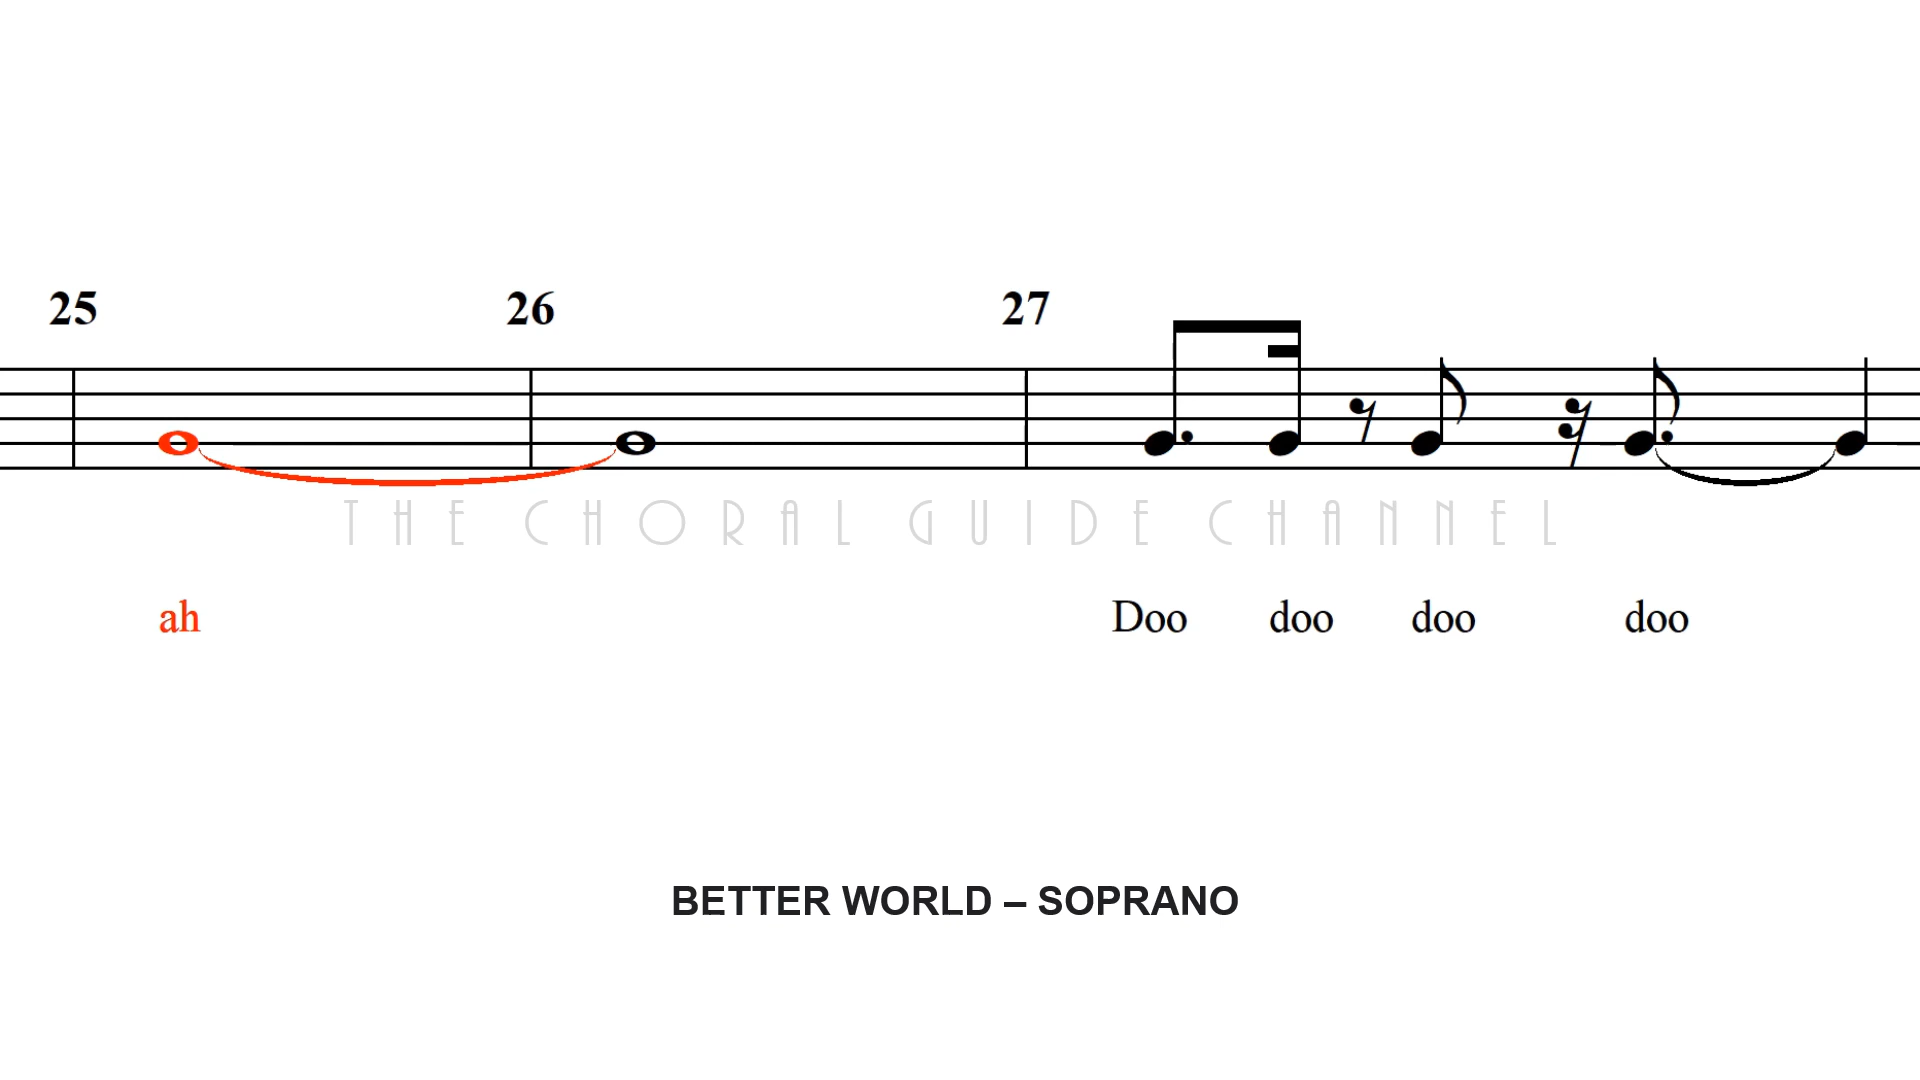 25 26 27
THE CHORAL GUIDE CHANNEL
ah Doo doo doo doo
BETTER WORLD – SOPRANO